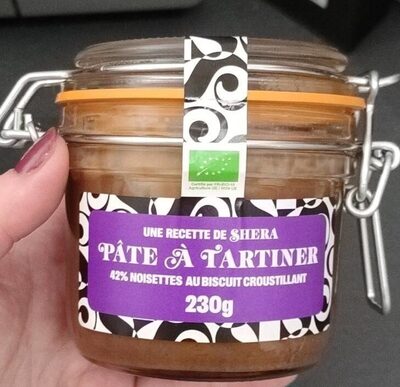 UNE RECETTE DE SHERA
PÂTE À TARTINER
42% NOISETTES AU BISCUIT CROUSTILLANT
230g